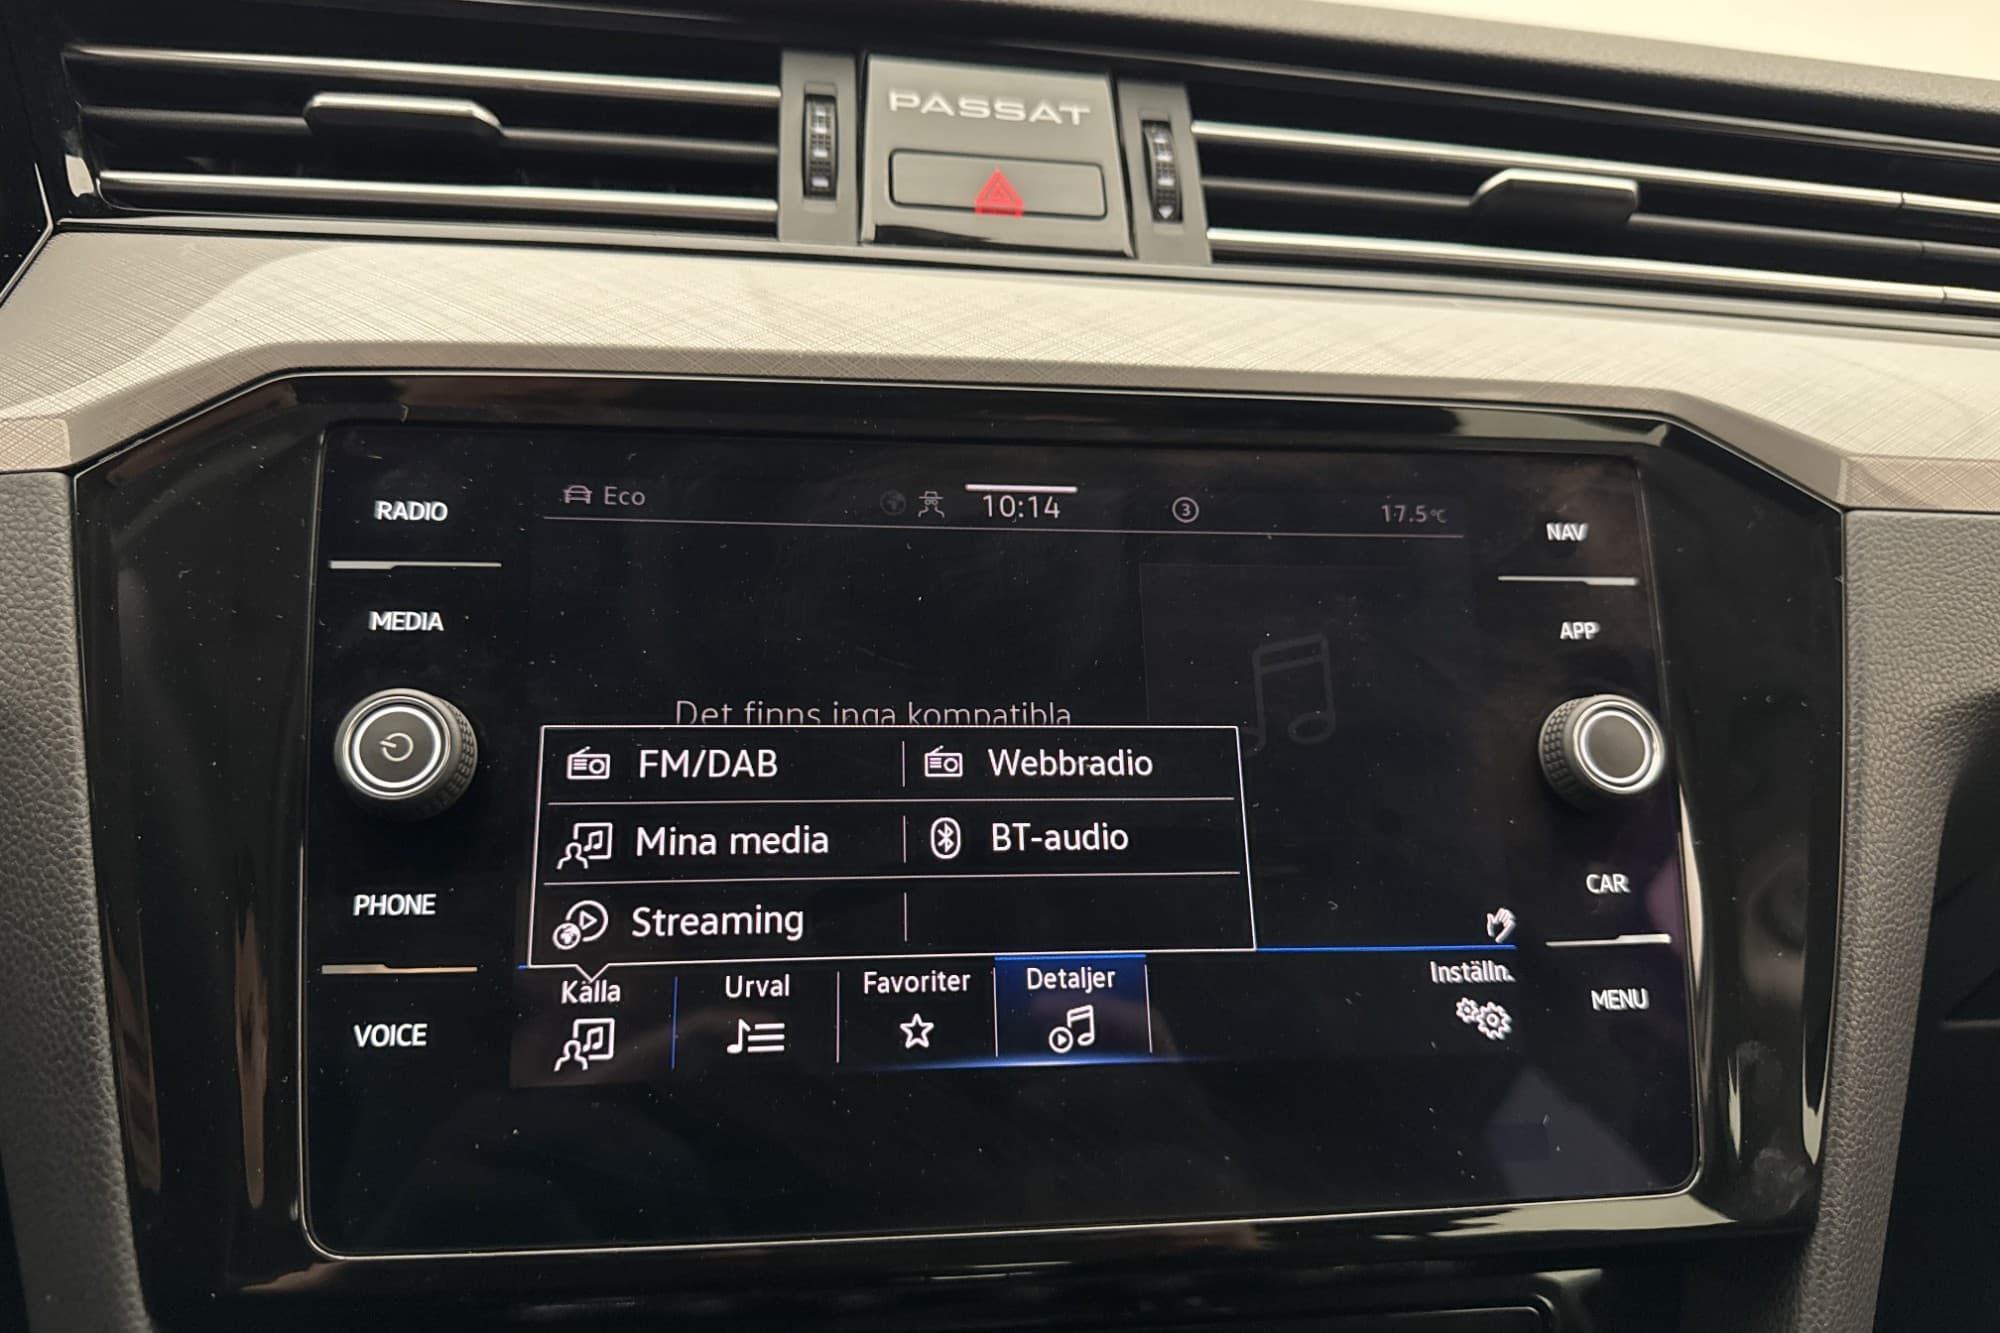 PASSAT
RADIO
MEDIA
PHONE
VOICE
Eco
10:14
3
17.5°C
Det finns inga kompatibla
FM/DAB
Webbradio
Mina media
BT-audio
Streaming
Källa
Urval
Favoriter
Detaljer
Inställn.
NAV
APP
CAR
MENU